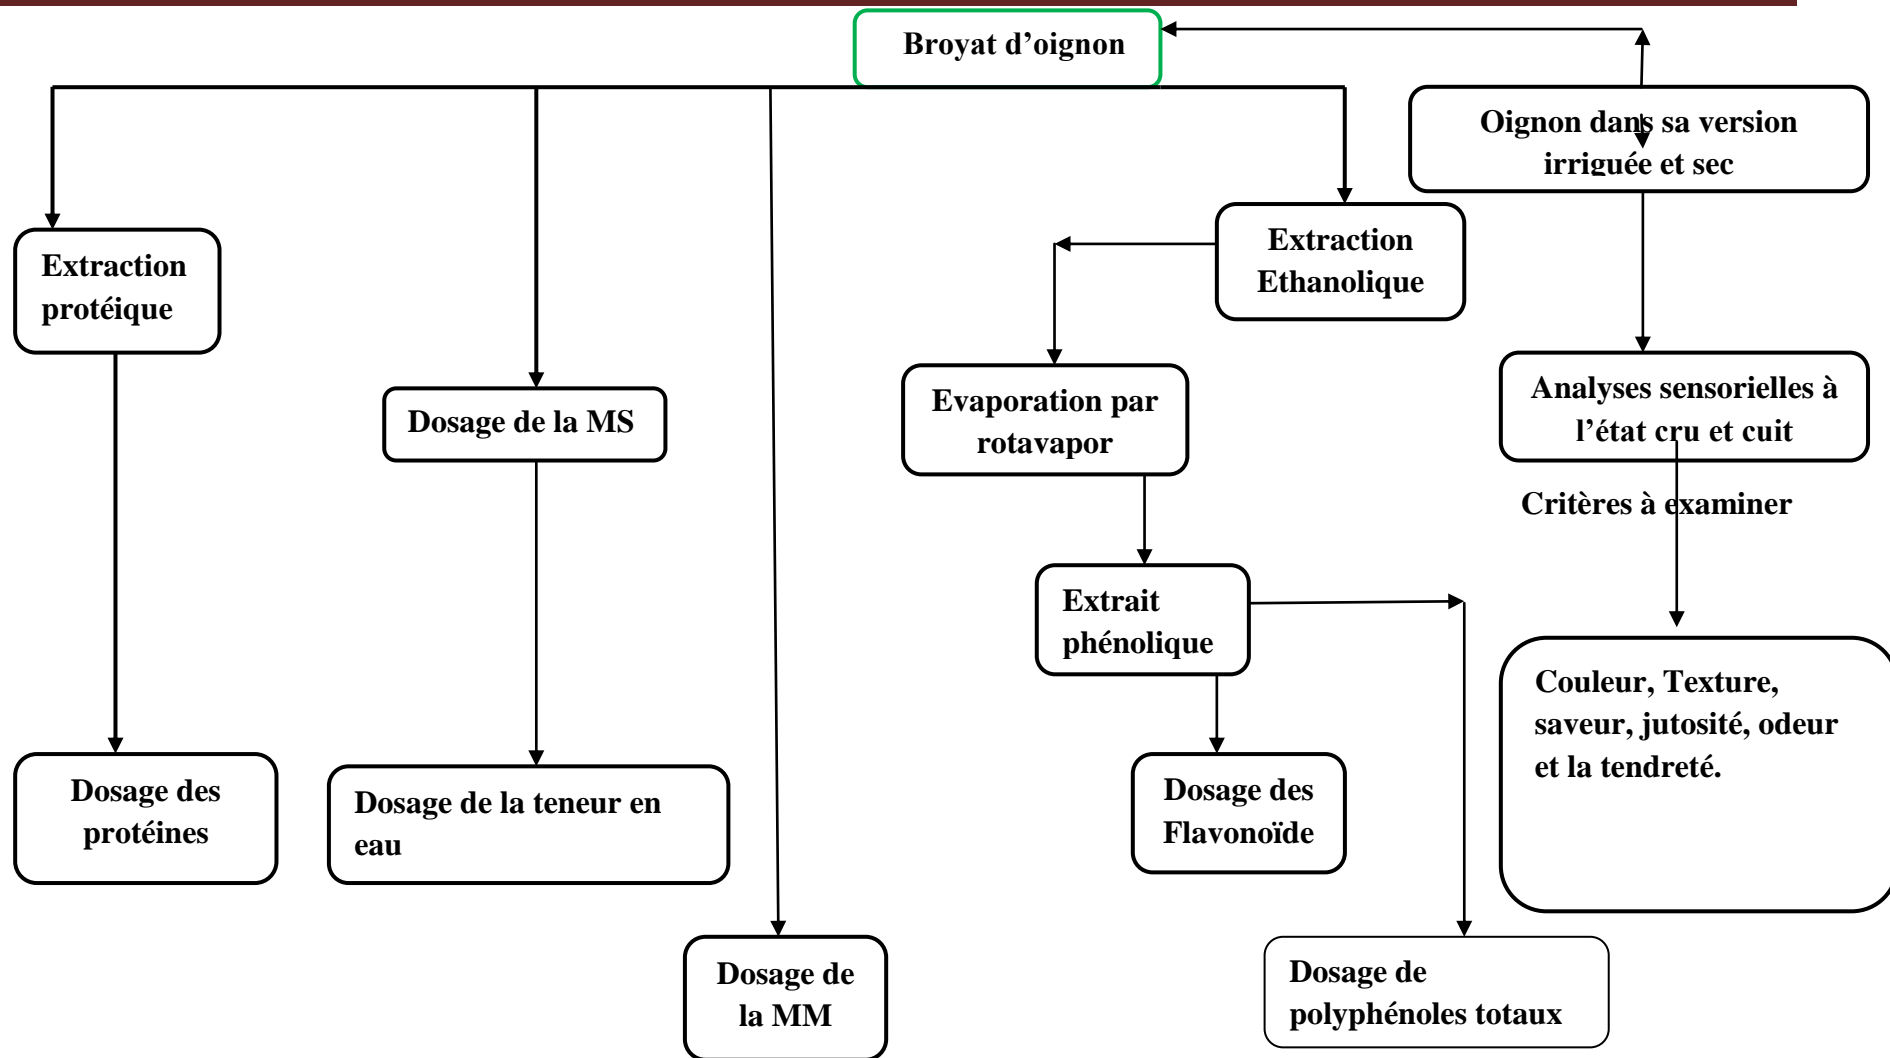 Broyat d’oignon
Oignon dans sa version
irriguée et sec
Extraction
protéique
Extraction
Ethanolique
Dosage de la MS
Evaporation par
rotavapor
Analyses sensorielles à
l’état cru et cuit
Critères à examiner
Extrait
phénolique
Couleur, Texture,
saveur, jutosité, odeur
et la tendreté.
Dosage des
protéines
Dosage de la teneur en
eau
Dosage des
Flavonoïde
Dosage de
la MM
Dosage de
polyphénoles totaux